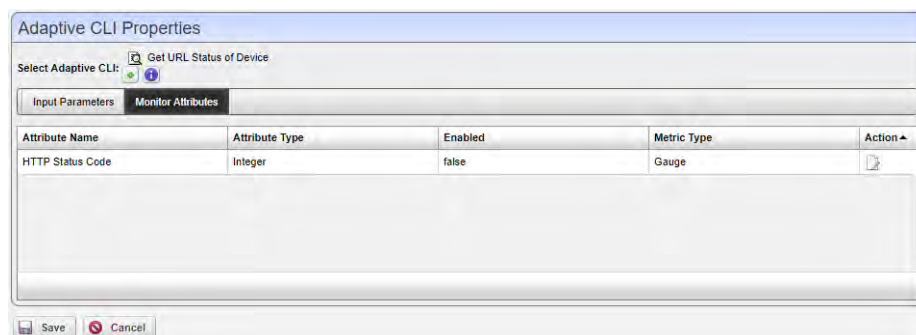 Adaptive CLI Properties
Select Adaptive CLI: Get URL Status of Device
Input Parameters Monitor Attributes
Attribute Name Attribute Type Enabled Metric Type Action
HTTP Status Code Integer false Gauge
Save Cancel